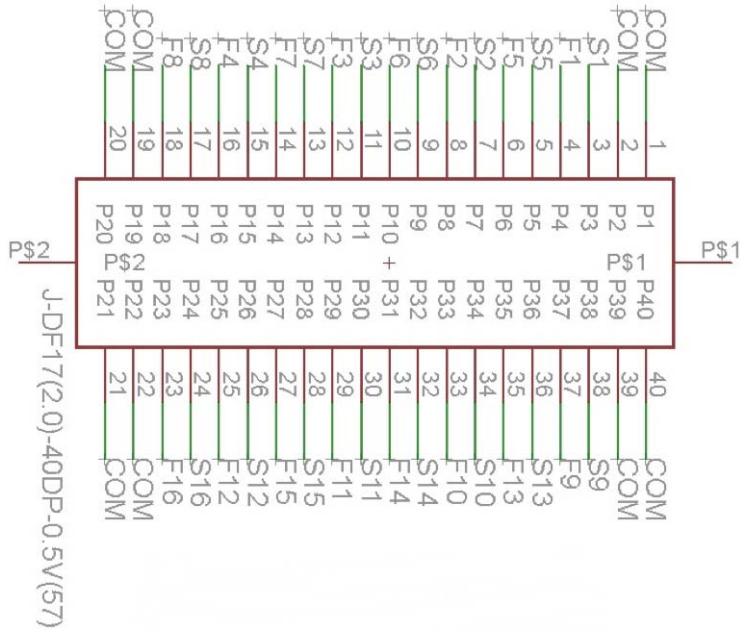 COM COM F8 S8 F4 S4 F7 S7 F3 S3 F6 S6 F2 S2 F5 S5 F1 S1 COM COM
20 19 18 17 16 15 14 13 12 11 10 9 8 7 6 5 4 3 2 1
P20 P19 P18 P17 P16 P15 P14 P13 P12 P11 P10 P9 P8 P7 P6 P5 P4 P3 P2 P1
P$2 P$2 P$1 P$1
P21 P22 P23 P24 P25 P26 P27 P28 P29 P30 P31 P32 P33 P34 P35 P36 P37 P38 P39 P40
21 22 23 24 25 26 27 28 29 30 31 32 33 34 35 36 37 38 39 40
COM COM F16 S16 F12 S12 F15 S15 F11 S11 F14 S14 F10 S10 F13 S13 F9 S9 COM COM
J-DF17(2.0)-40DP-0.5V(57)